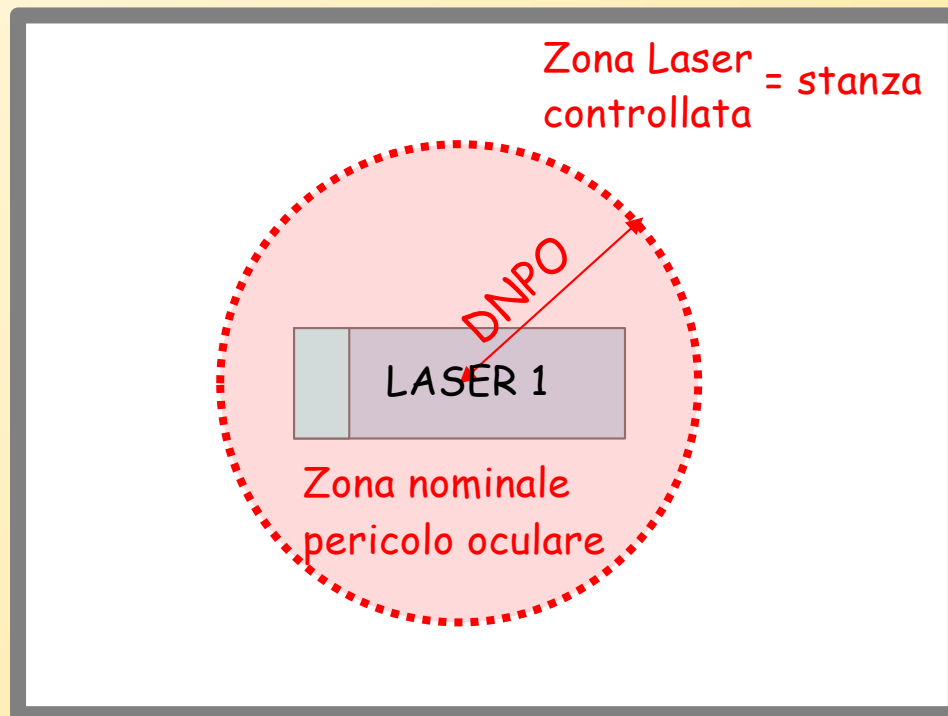 Zona Laser
controllata
= stanza
DNPO
LASER 1
Zona nominale
pericolo oculare